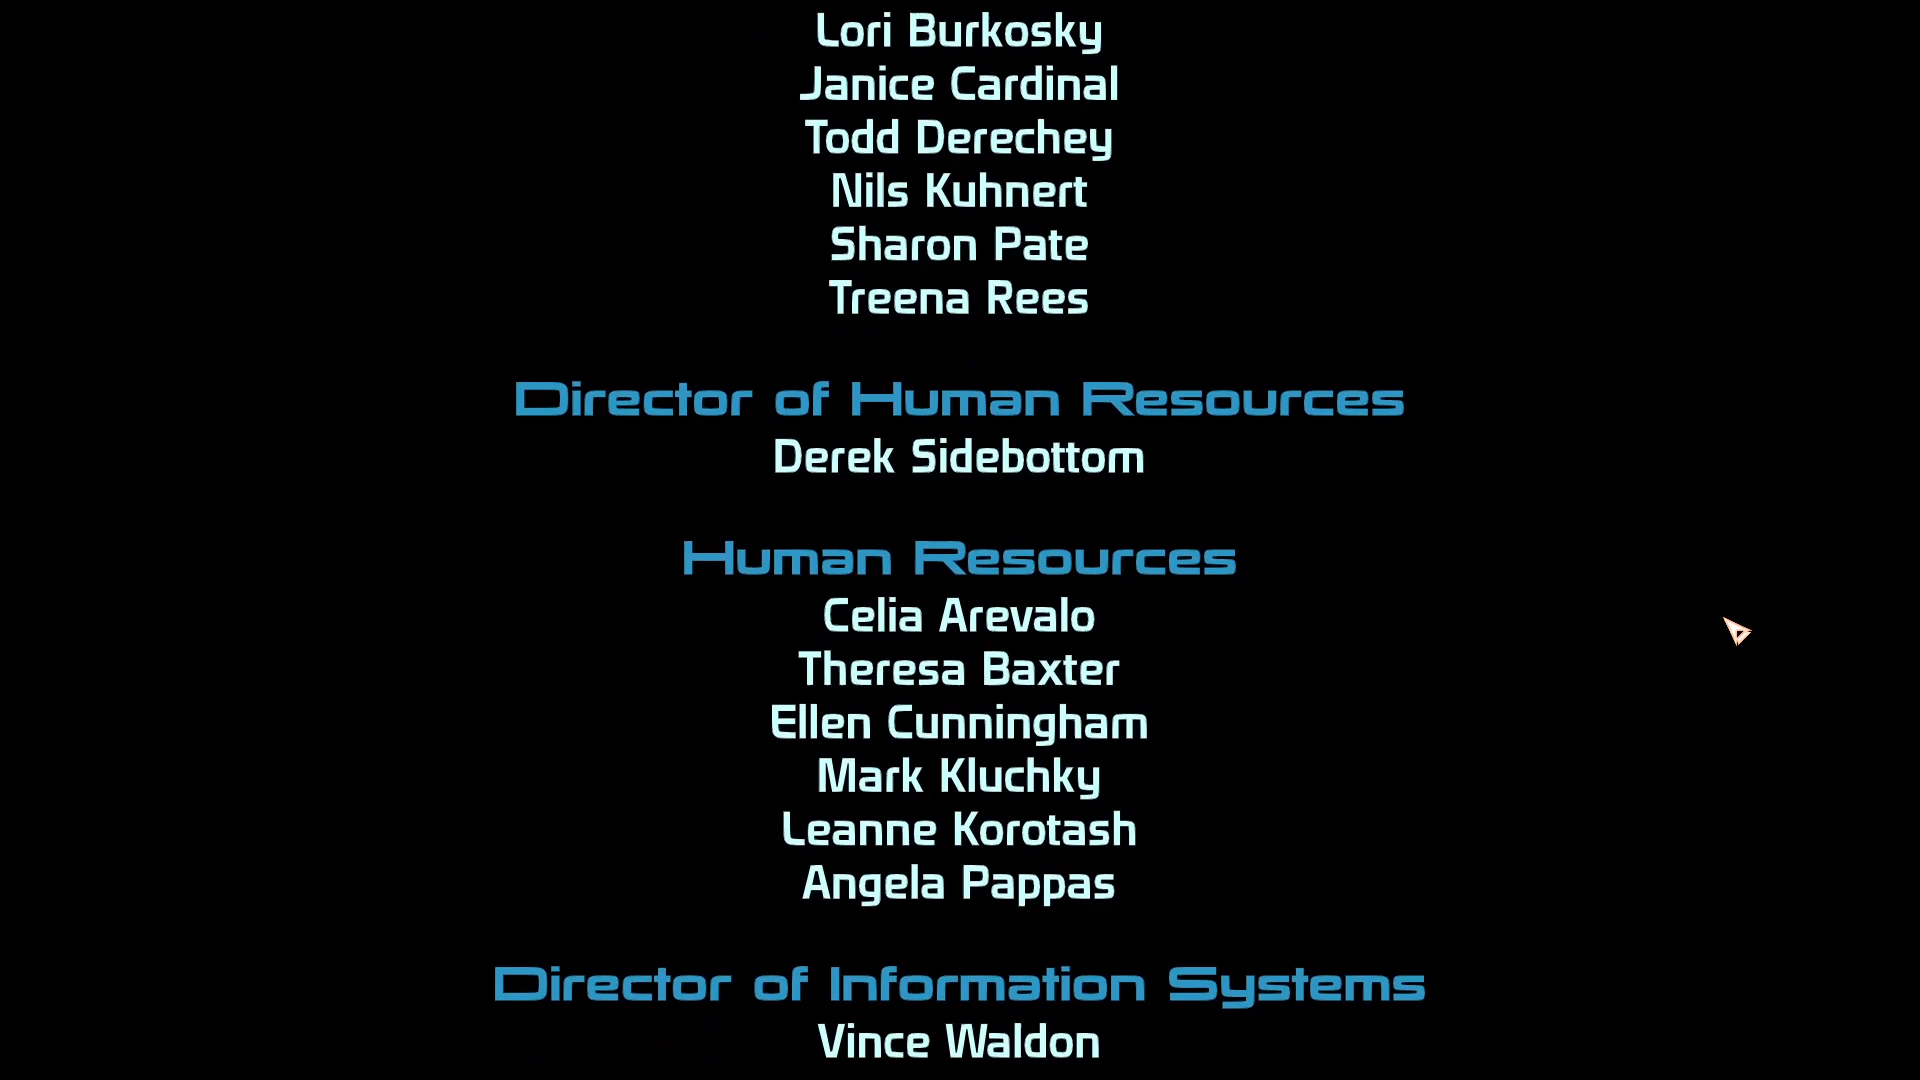 Lori Burkosky
Janice Cardinal
Todd Derechey
Nils Kuhnert
Sharon Pate
Treena Rees
Director of Human Resources
Derek Sidebottom
Human Resources
Celia Arevalo
Theresa Baxter
Ellen Cunningham
Mark Kluchky
Leanne Korotash
Angela Pappas
Director of Information Systems
Vince Waldon